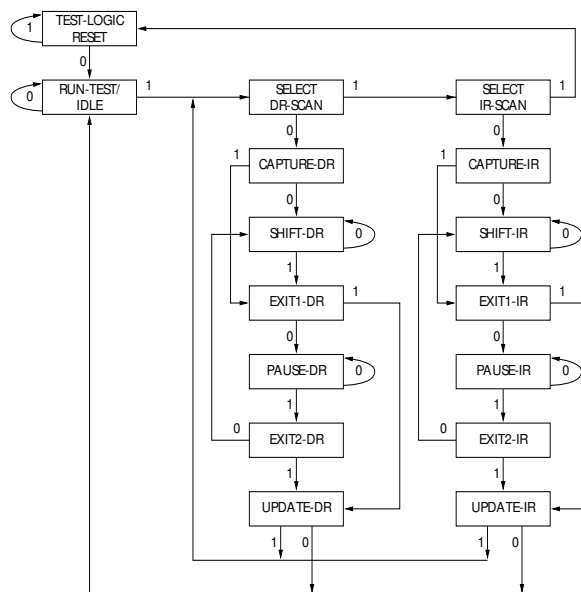 TEST-LOGIC
RESET
1
0
RUN-TEST/
IDLE
0
1
SELECT
DR-SCAN
1
SELECT
IR-SCAN
1
0
0
1
CAPTURE-DR
1
CAPTURE-IR
0
0
SHIFT-DR
0
SHIFT-IR
0
1
1
EXIT1-DR
1
EXIT1-IR
1
0
0
PAUSE-DR
0
PAUSE-IR
0
1
1
0
EXIT2-DR
0
EXIT2-IR
1
1
UPDATE-DR
UPDATE-IR
1
0
1
0